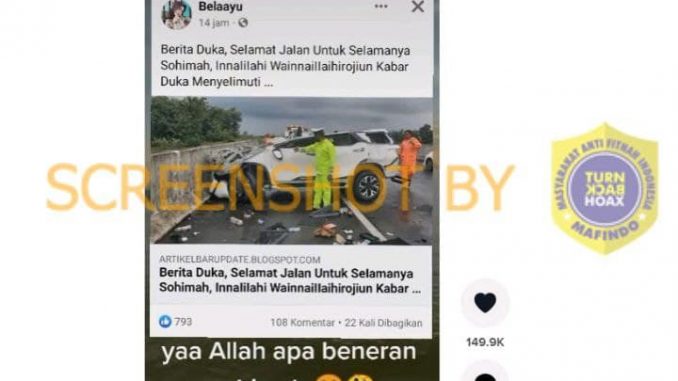 Belaayu
14 jam
Berita Duka, Selamat Jalan Untuk Selamanya
Sohimah, Innalilahi Wainnaillaihirojiun Kabar
Duka Menyelimuti ...
SCREENSHOT BY
MASYARAKAT ANTI FITNAH INDONESIA
TURN
BACK
HOAX
MAFINDO
ARTIKELBARUPDATE.BLOGSPOT.COM
Berita Duka, Selamat Jalan Untuk Selamanya
Sohimah, Innalilahi Wainnaillaihirojiun Kabar ...
793
108 Komentar • 22 Kali Dibagikan
149.9K
yaa Allah apa beneran